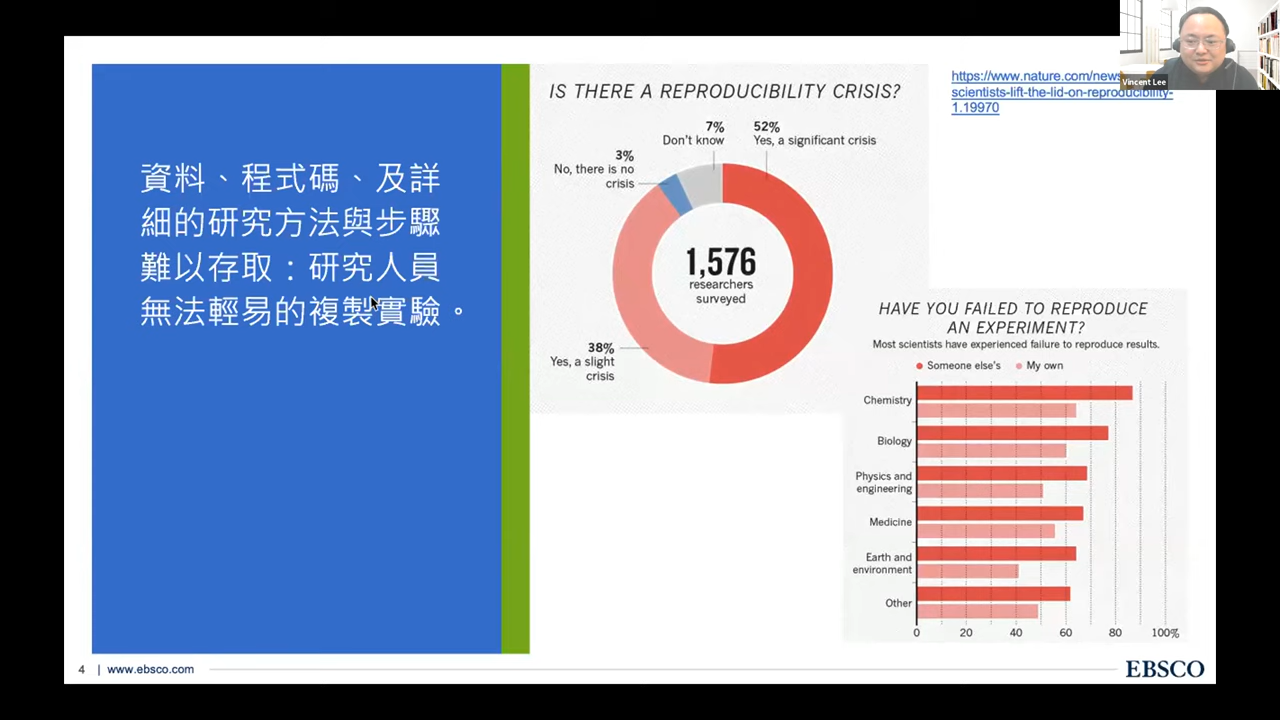 資料、程式碼、及詳
細的研究方法與步驟
難以存取：研究人員
無法輕易的複製實驗。
IS THERE A REPRODUCIBILITY CRISIS?
7%
Don't know
52%
Yes, a significant crisis
3%
No, there is no
crisis
1,576
researchers
surveyed
38%
Yes, a slight
crisis
https://www.nature.com/news
scientists-lift-the-lid-on-reproducibility-
1.19970
Vincent Lee
HAVE YOU FAILED TO REPRODUCE
AN EXPERIMENT?
Most scientists have experienced failure to reproduce results.
Someone else's My own
Chemistry
Biology
Physics and
engineering
Medicine
Earth and
environment
Other
0 20 40 60 80 100%
4 | www.ebsco.com
EBSCO